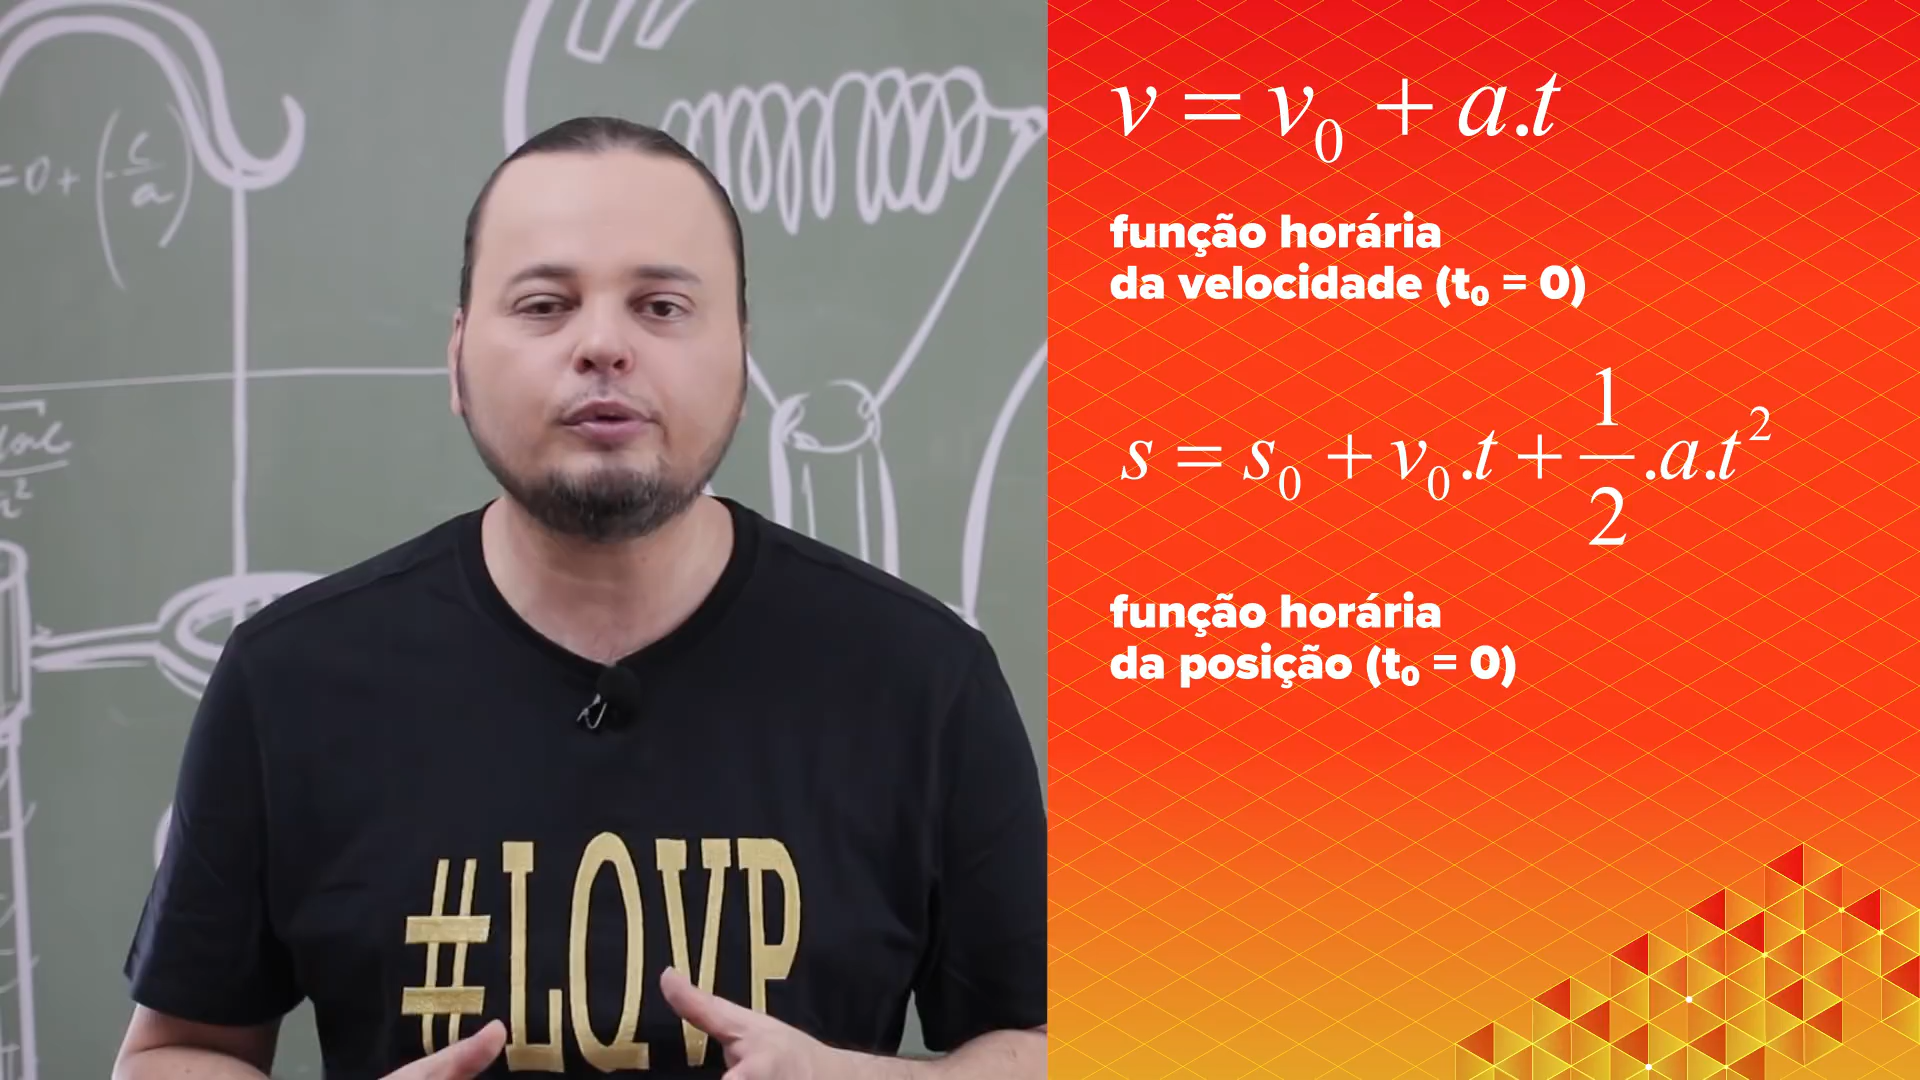 = 0 + (- c/a)
v = v₀ + a.t
função horária
da velocidade (t₀ = 0)
s = s₀ + v₀.t + 1/2 .a.t²
função horária
da posição (t₀ = 0)
#LQVP